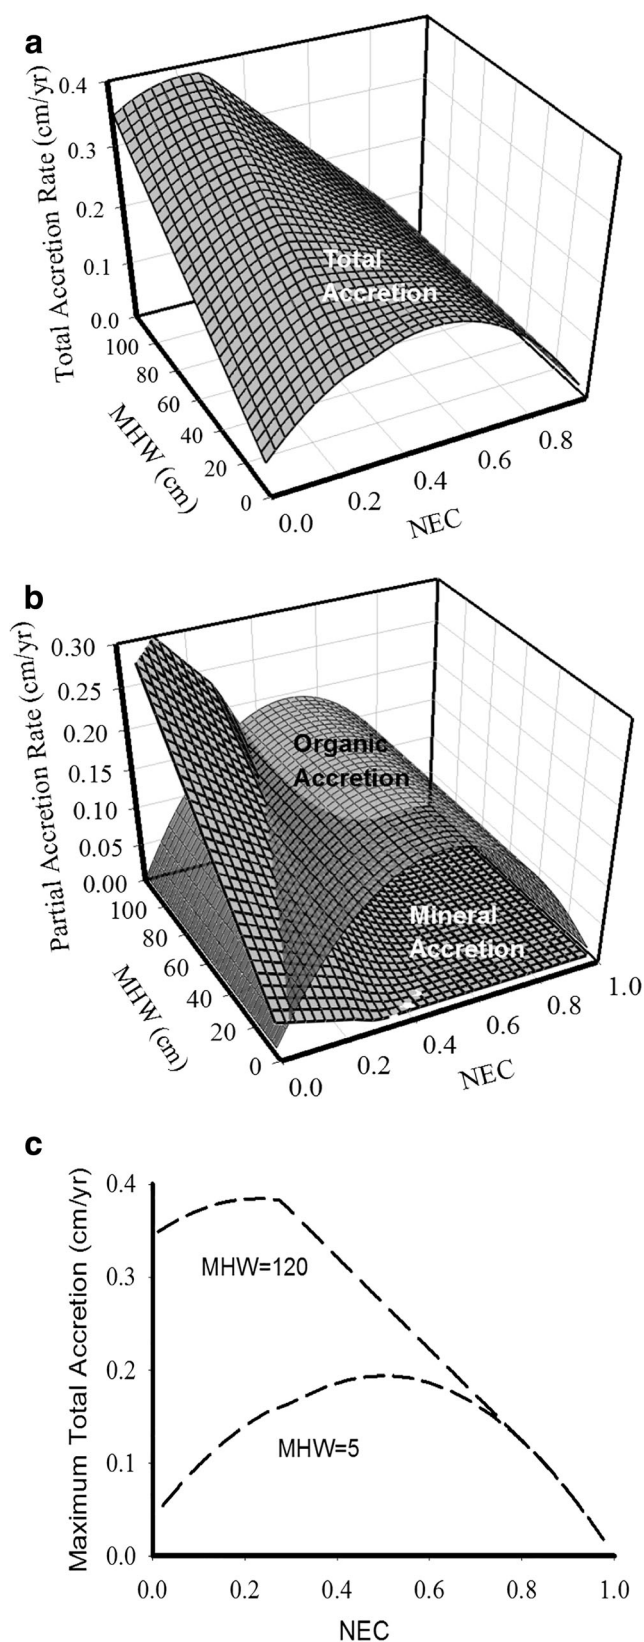 a
Total Accretion Rate (cm/yr)
0.4
0.3
0.2
0.1
0.0
100
80
60
40
20
0
MHW (cm)
Total
Accretion
0.0
0.2
0.4
0.6
0.8
NEC
b
Partial Accretion Rate (cm/yr)
0.30
0.25
0.20
0.15
0.10
0.05
0.00
100
80
60
40
20
0
MHW (cm)
Organic
Accretion
Mineral
Accretion
0.0
0.2
0.4
0.6
0.8
1.0
NEC
c
Maximum Total Accretion (cm/yr)
0.4
0.3
0.2
0.1
0.0
MHW=120
MHW=5
0.0 0.2 0.4 0.6 0.8 1.0
NEC